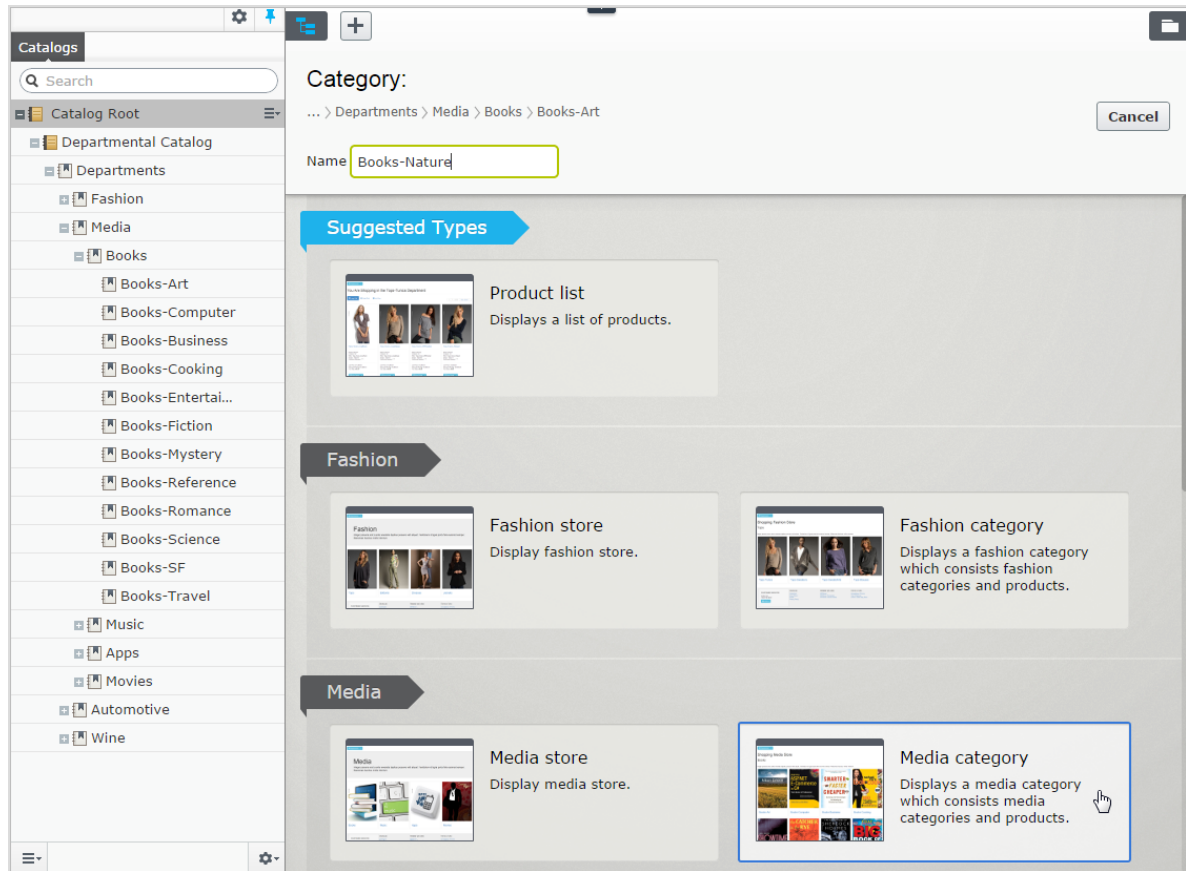 Catalogs
Search
Catalog Root
Departmental Catalog
Departments
Fashion
Media
Books
Books-Art
Books-Computer
Books-Business
Books-Cooking
Books-Entertai...
Books-Fiction
Books-Mystery
Books-Reference
Books-Romance
Books-Science
Books-SF
Books-Travel
Music
Apps
Movies
Automotive
Wine
Category:
... > Departments > Media > Books > Books-Art
Cancel
Name Books-Nature
Suggested Types
Product list
Displays a list of products.
Fashion
Fashion store
Display fashion store.
Fashion
Fashion category
Displays a fashion category
which consists fashion
categories and products.
Media
Media store
Display media store.
Media
Media category
Displays a media category
which consists media
categories and products.